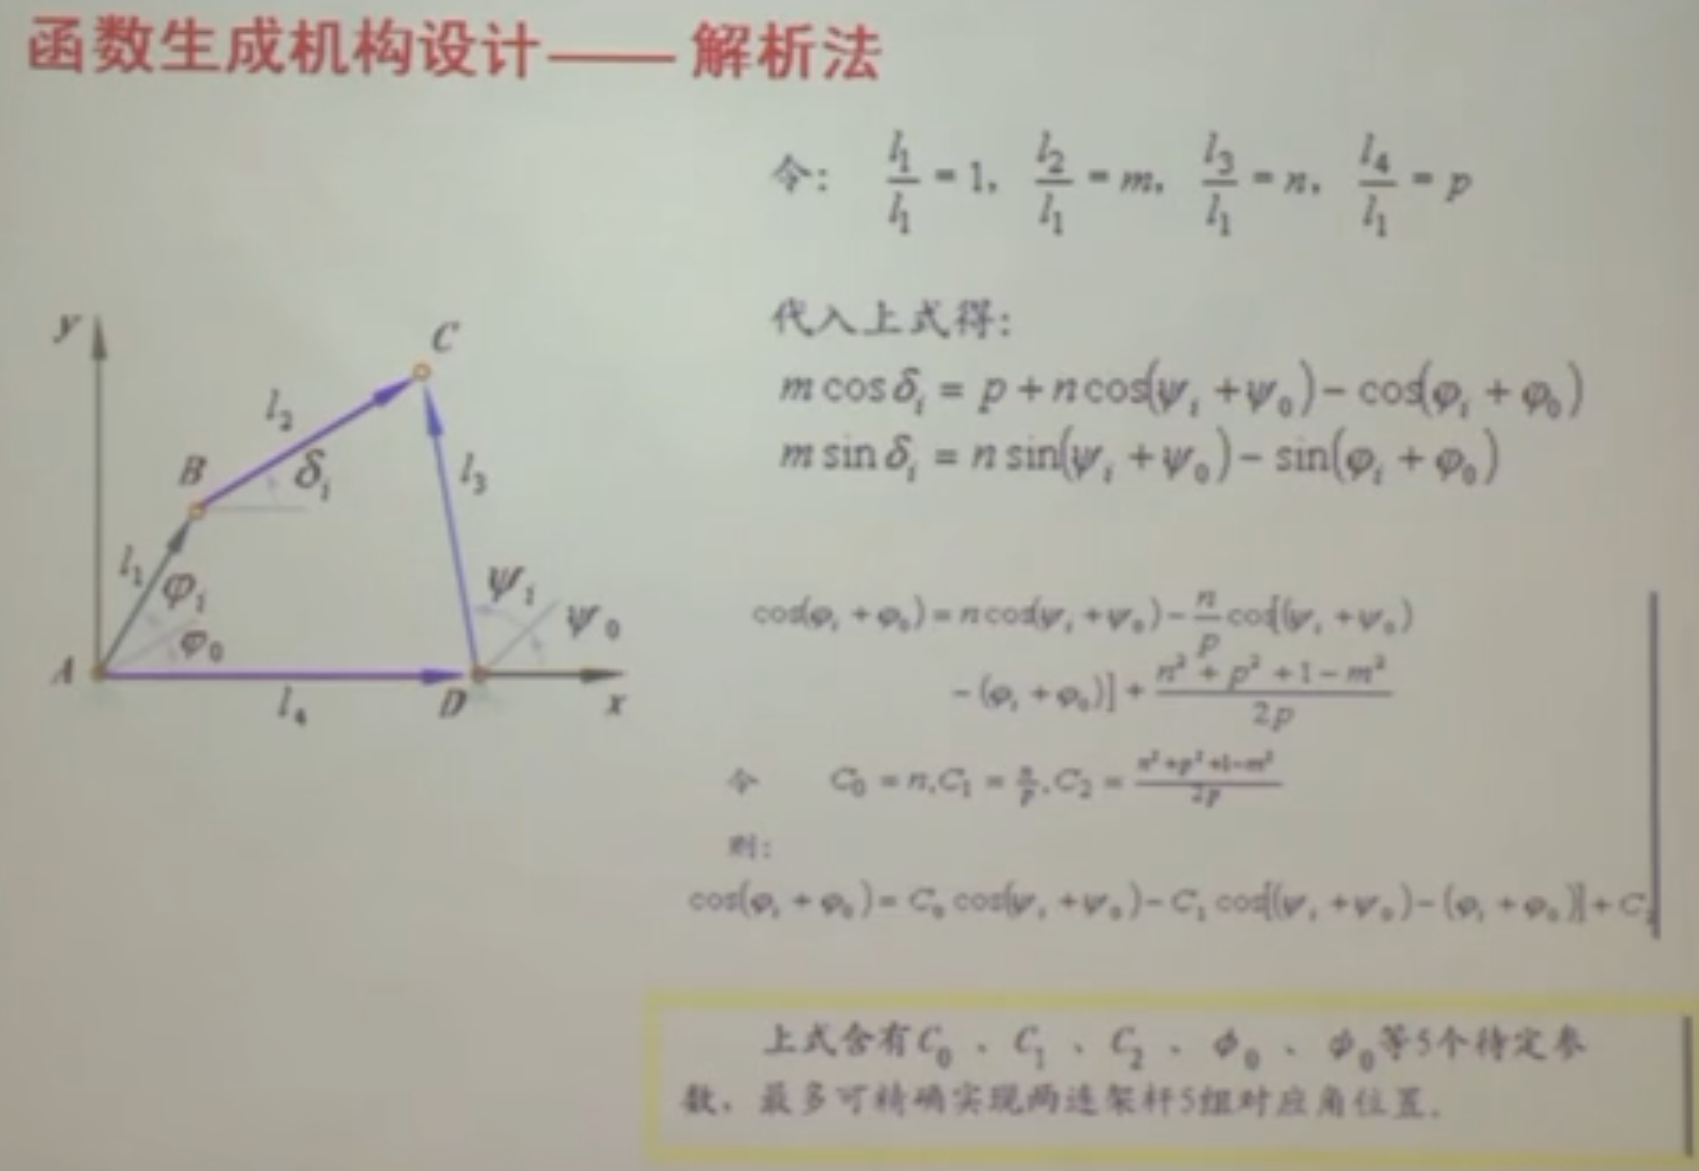 函数生成机构设计——解析法
令: l₁/l₁ = 1, l₂/l₁ = m, l₃/l₁ = n, l₄/l₁ = p
代入上式得:
m cos δᵢ = p + n cos(ψᵢ + ψ₀) − cos(φᵢ + φ₀)
m sin δᵢ = n sin(ψᵢ + ψ₀) − sin(φᵢ + φ₀)
y
C
l₂
B
δᵢ
l₃
l₁
φᵢ
φ₀
ψᵢ
ψ₀
A
l₄
D
x
cos(φᵢ + φ₀) = n cos(ψᵢ + ψ₀) − n/p cos[(ψᵢ + ψ₀)
− (φᵢ + φ₀)] + (n² + p² + 1 − m²)/2p
令 C₀ = n, C₁ = n/p, C₂ = (n²+p²+1−m²)/2p
则:
cos(φᵢ + φ₀) = C₀ cos(ψᵢ + ψ₀) − C₁ cos[(ψᵢ + ψ₀) − (φᵢ + φ₀)] + C₂
上式含有C₀、C₁、C₂、ϕ₀、ϕ₀等5个待定参
数，最多可精确实现两连架杆5组对应角位置.